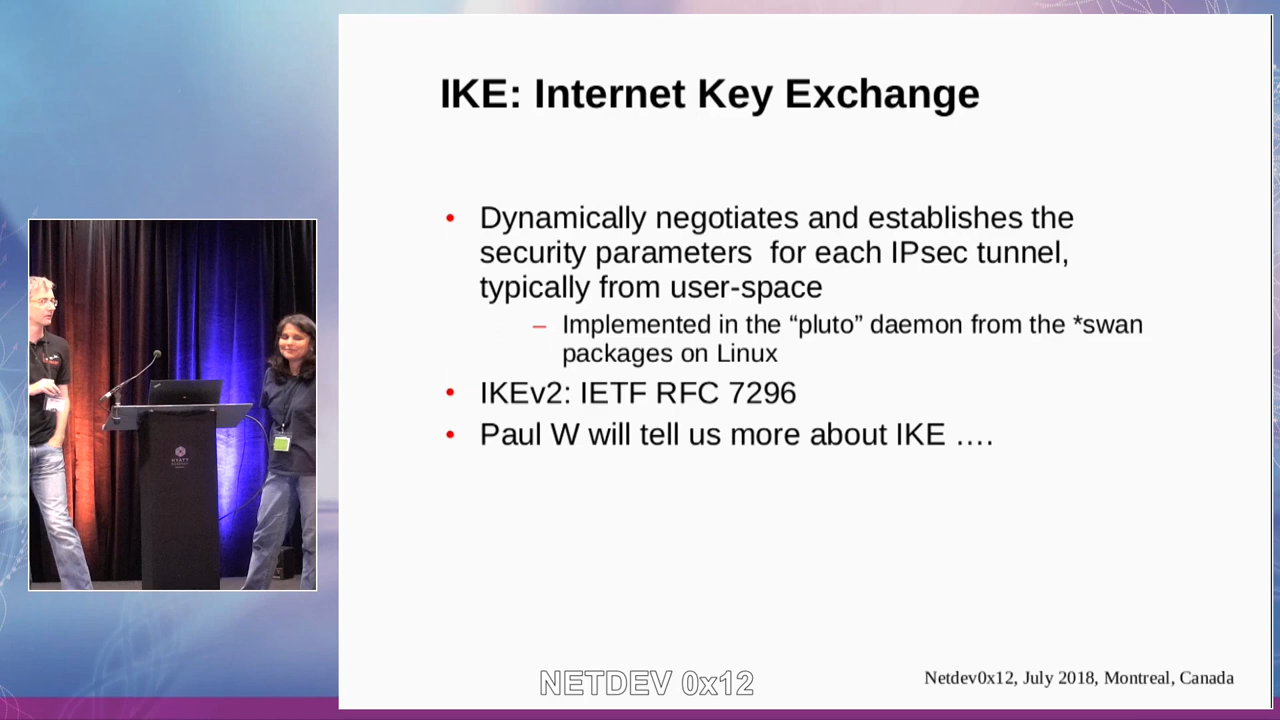 IKE: Internet Key Exchange
• Dynamically negotiates and establishes the
security parameters for each IPsec tunnel,
typically from user-space
– Implemented in the “pluto” daemon from the *swan
packages on Linux
• IKEv2: IETF RFC 7296
• Paul W will tell us more about IKE ….
HYATT
NETDEV 0x12
Netdev0x12, July 2018, Montreal, Canada